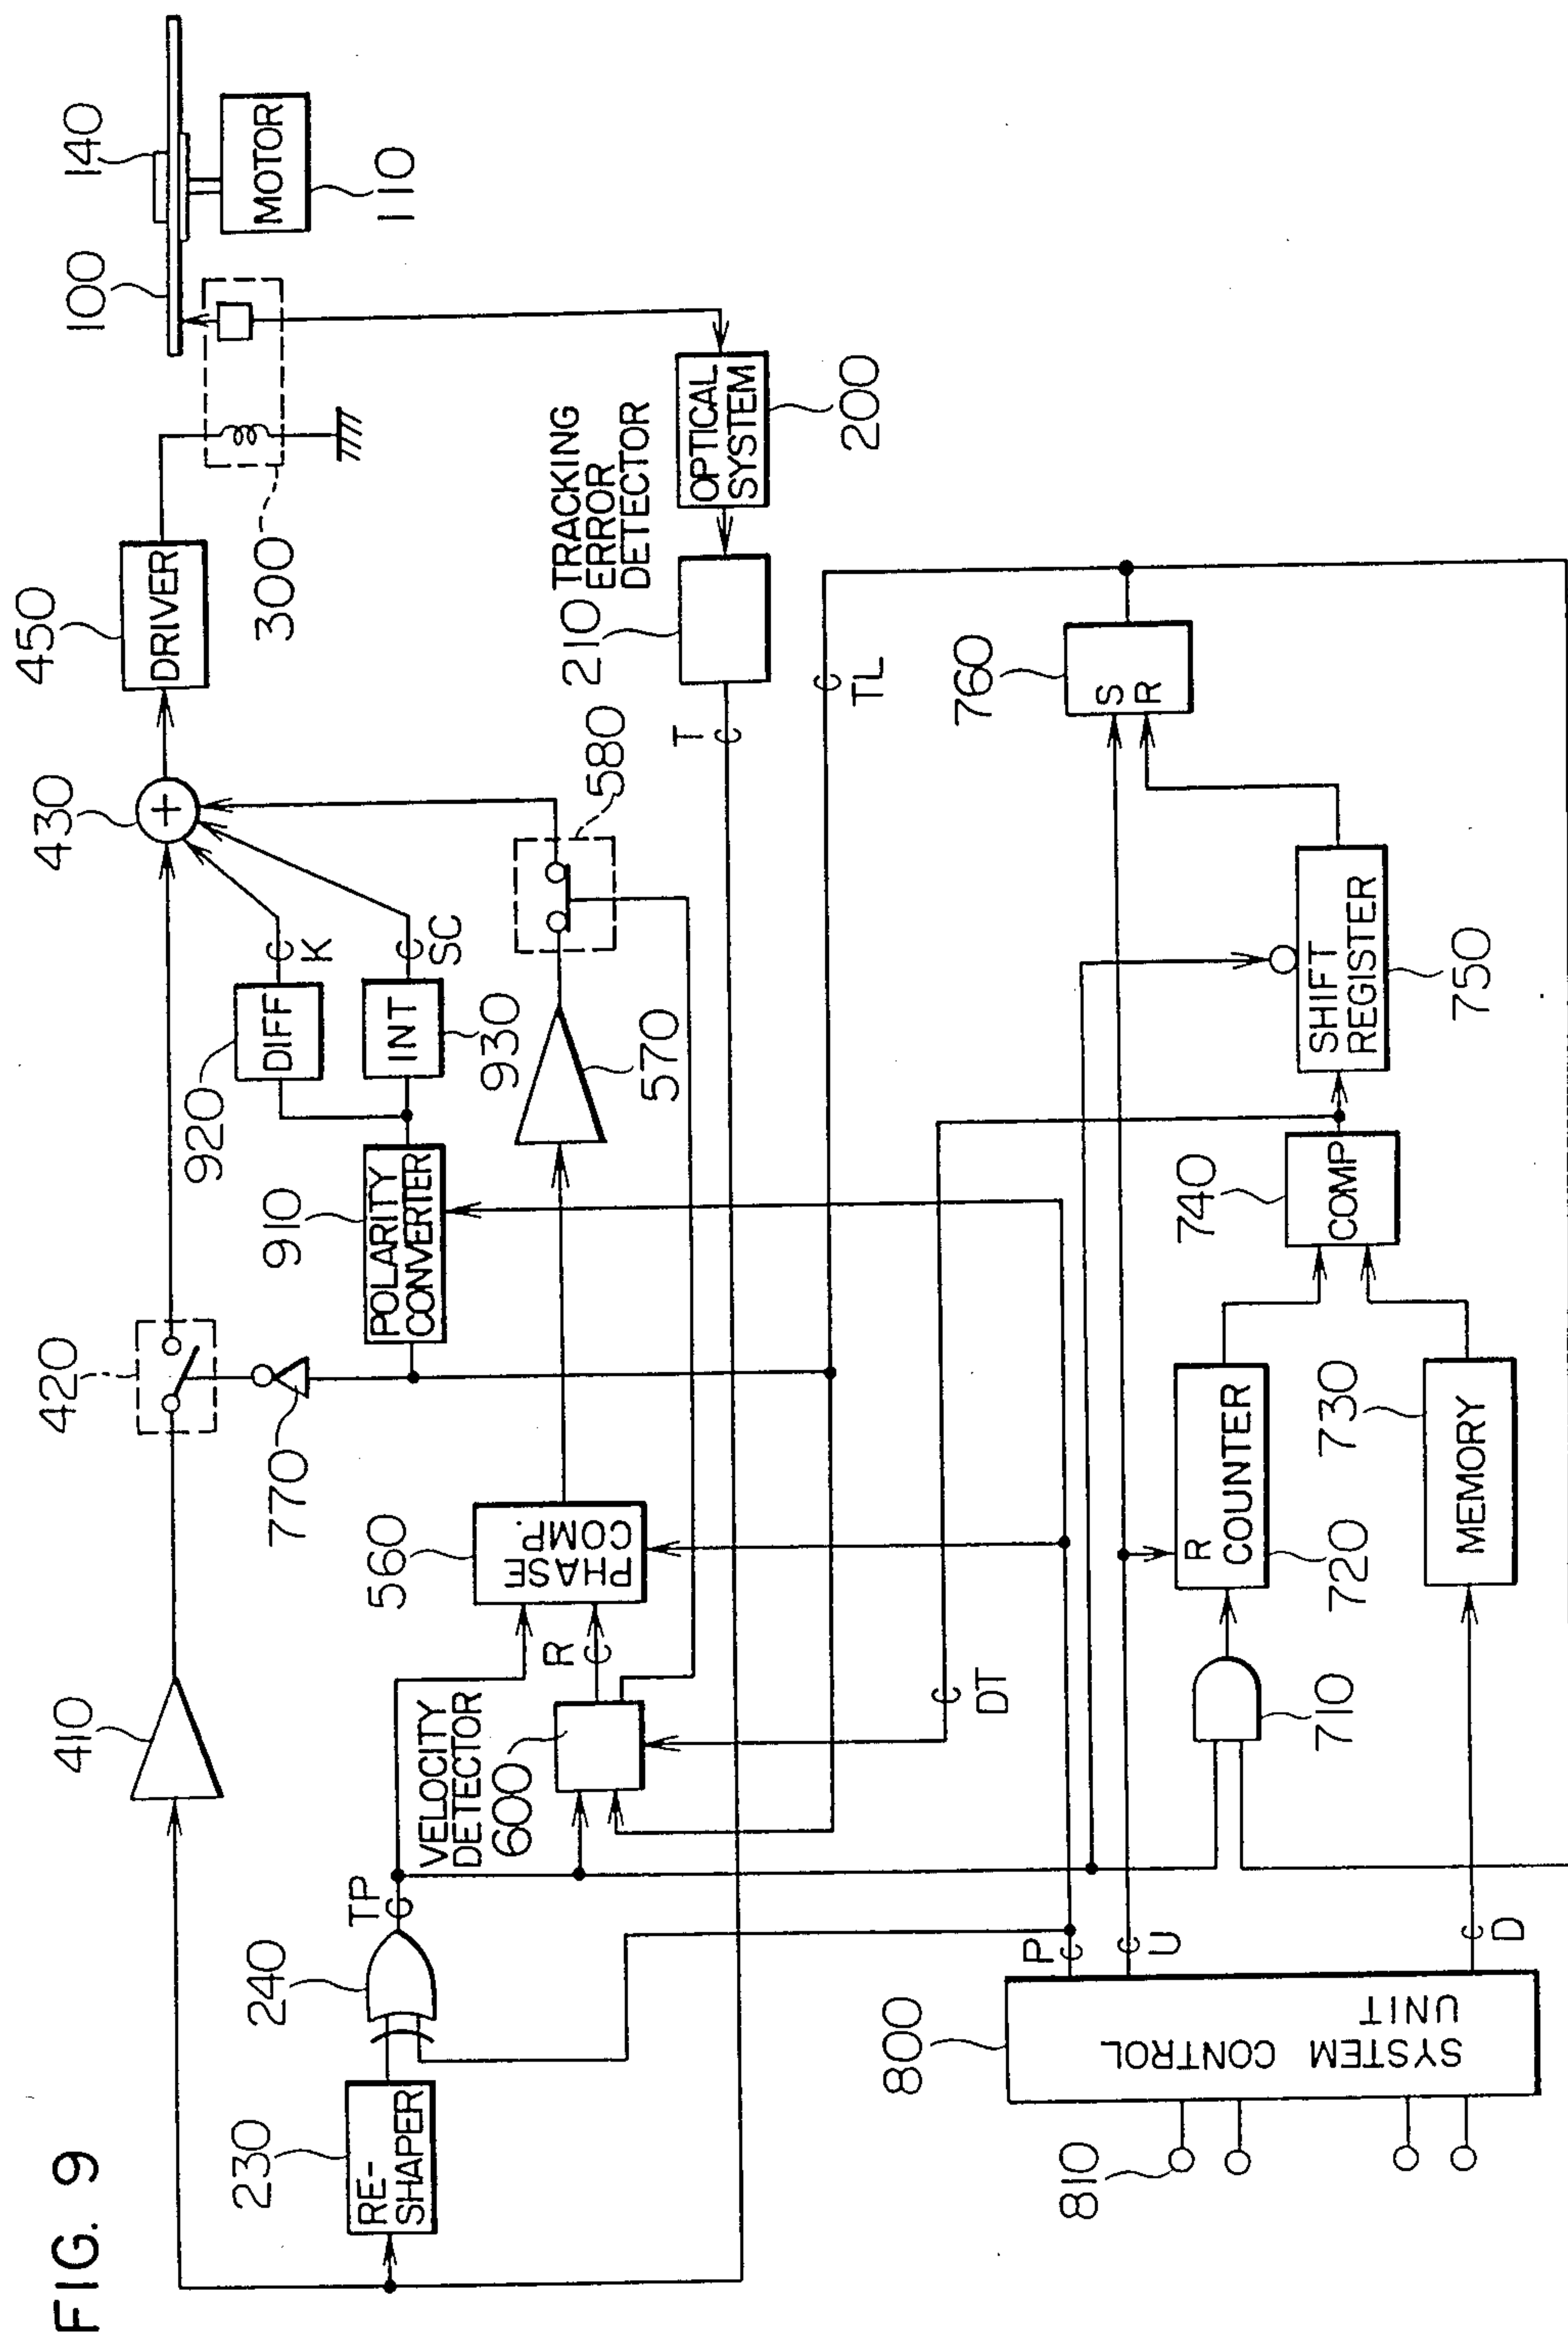 FIG. 9
410
420
430
450
DRIVER
100
140
MOTOR
110
300
770
920
DIFF
K
910
POLARITY
CONVERTER
INT
SC
930
230
RE-
SHAPER
240
TP
VELOCITY
DETECTOR
600
R
560
PHASE
COMP.
570
580
210
TRACKING
ERROR
DETECTOR
T
OPTICAL
SYSTEM
200
TL
DT
800
SYSTEM CONTROL
UNIT
810
P
U
D
710
R
COUNTER
720
730
MEMORY
740
COMP
SHIFT
REGISTER
750
760
S
R